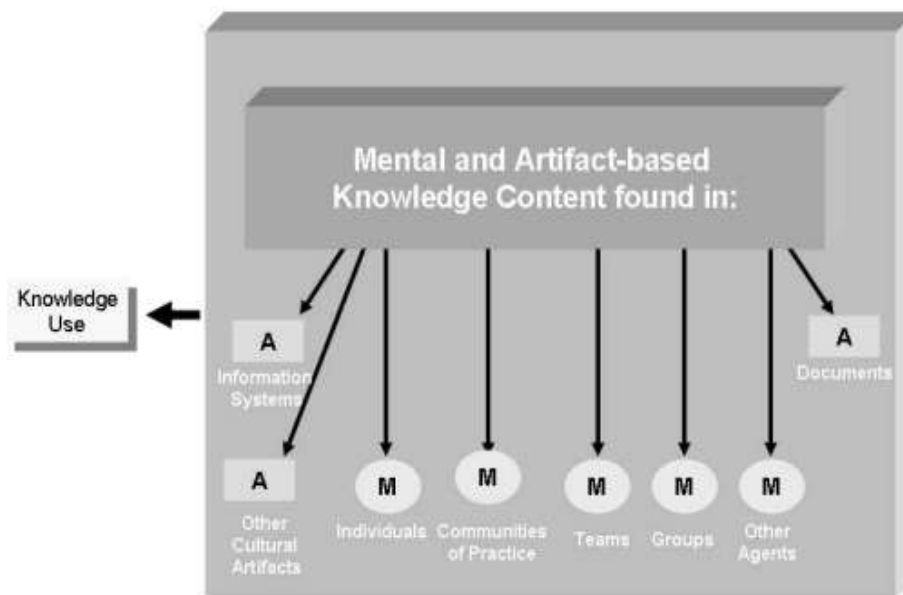 Mental and Artifact-based
Knowledge Content found in:
Knowledge
Use
A
Information
Systems
A
Documents
A
Other
Cultural
Artifacts
M
Individuals
M
Communities
of Practice
M
Teams
M
Groups
M
Other
Agents